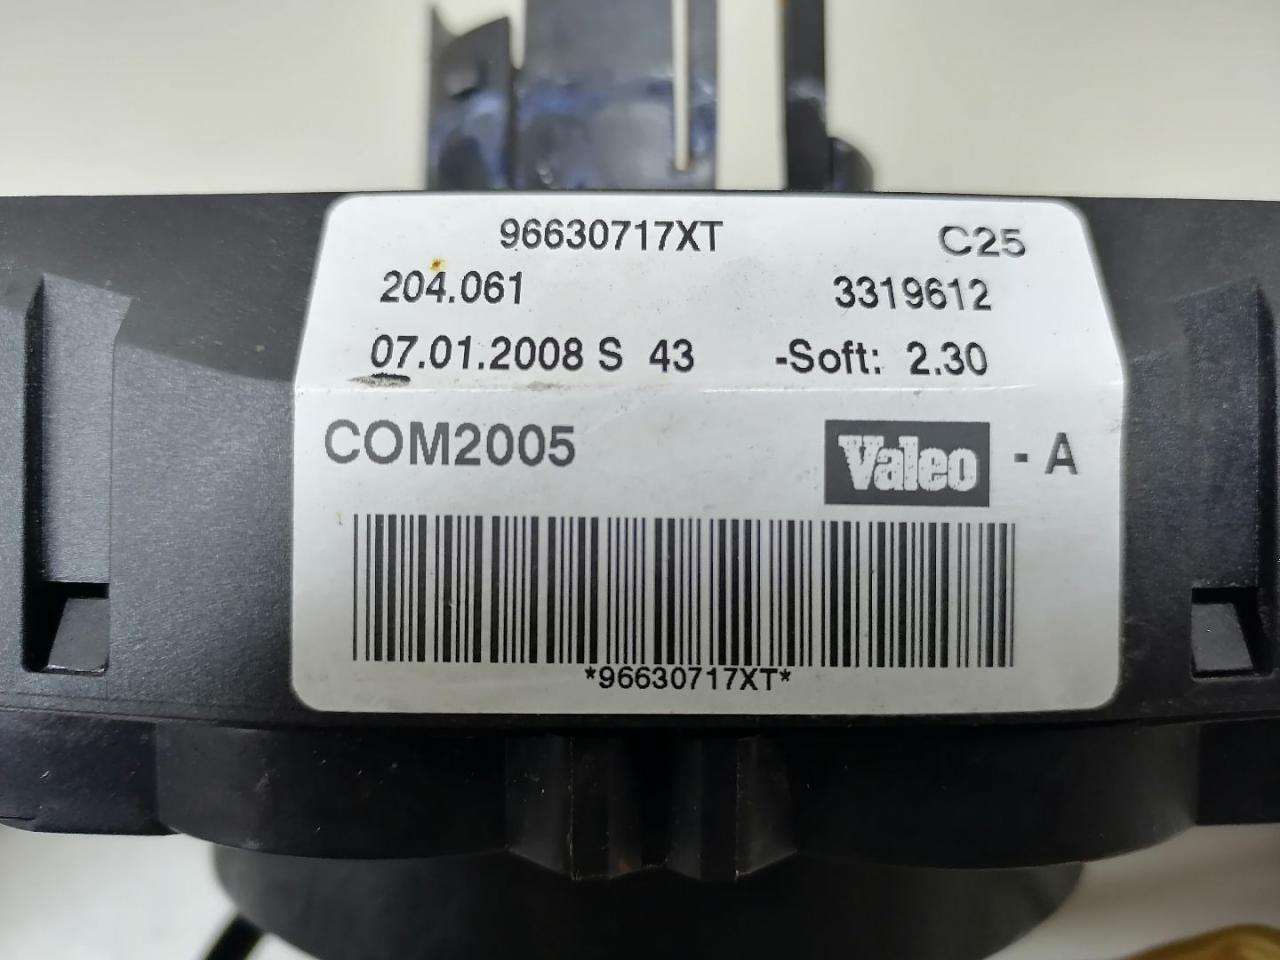 96630717XT C25
204.061 3319612
07.01.2008 S 43 -Soft: 2.30
COM2005 Valeo - A
*96630717XT*